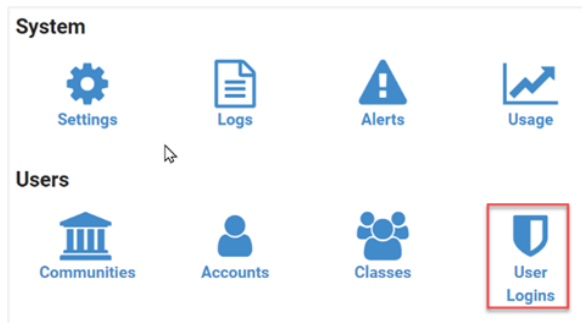 System
Settings
Logs
Alerts
Usage
Users
Communities
Accounts
Classes
User
Logins